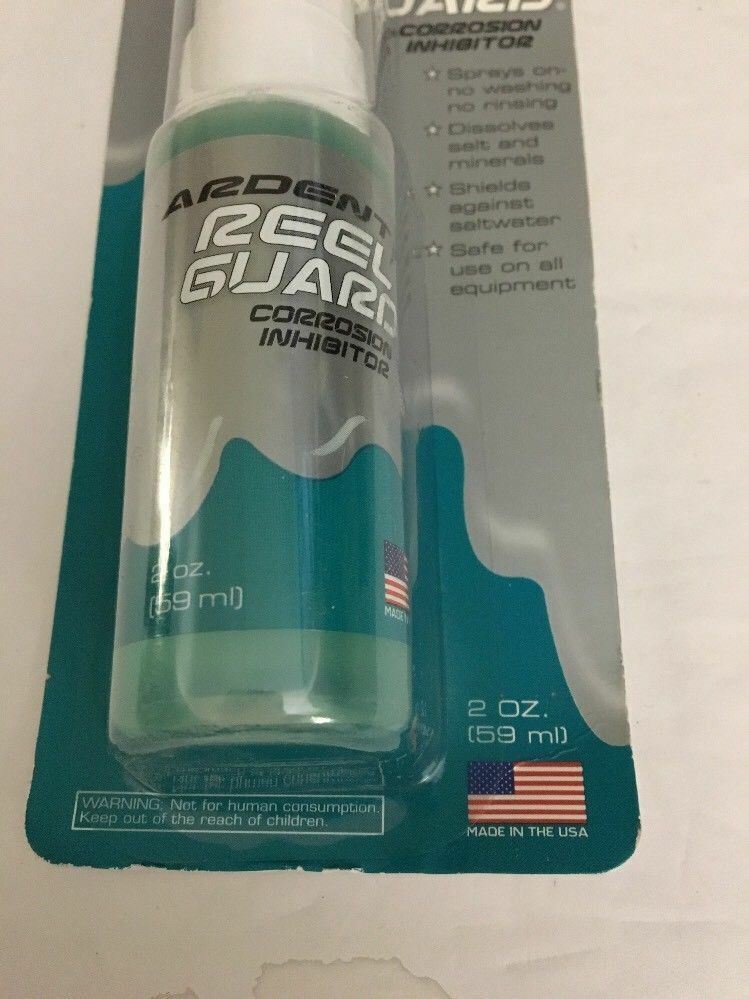 CORROSION
INHIBITOR
Sprays on-
no washing
no rinsing
Dissolves
salt and
minerals
Shields
against
saltwater
Safe for
use on all
equipment
ARDENT
REEL
GUARD
CORROSION
INHIBITOR
2 oz.
(59 ml)
MADE
2 OZ.
(59 ml)
MADE IN THE USA
WARNING: Not for human consumption.
Keep out of the reach of children.